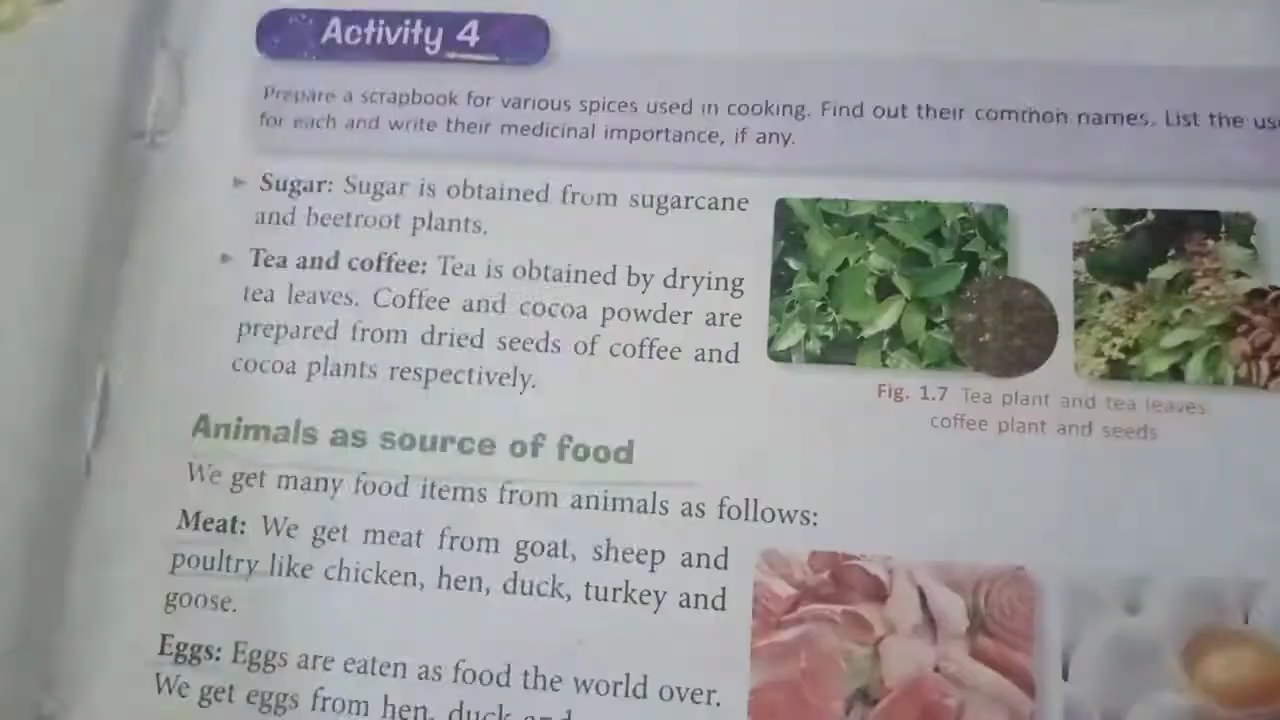 Activity 4
Prepare a scrapbook for various spices used in cooking. Find out their common names. List the
for each and write their medicinal importance, if any.
► Sugar: Sugar is obtained from sugarcane
and beetroot plants.
► Tea and coffee: Tea is obtained by drying
tea leaves. Coffee and cocoa powder are
prepared from dried seeds of coffee and
cocoa plants respectively.
Fig. 1.7 Tea plant and tea leaves
coffee plant and seeds
Animals as source of food
We get many food items from animals as follows:
Meat: We get meat from goat, sheep and
poultry like chicken, hen, duck, turkey and
goose.
Eggs: Eggs are eaten as food the world over.
We get eggs from hen, duck and